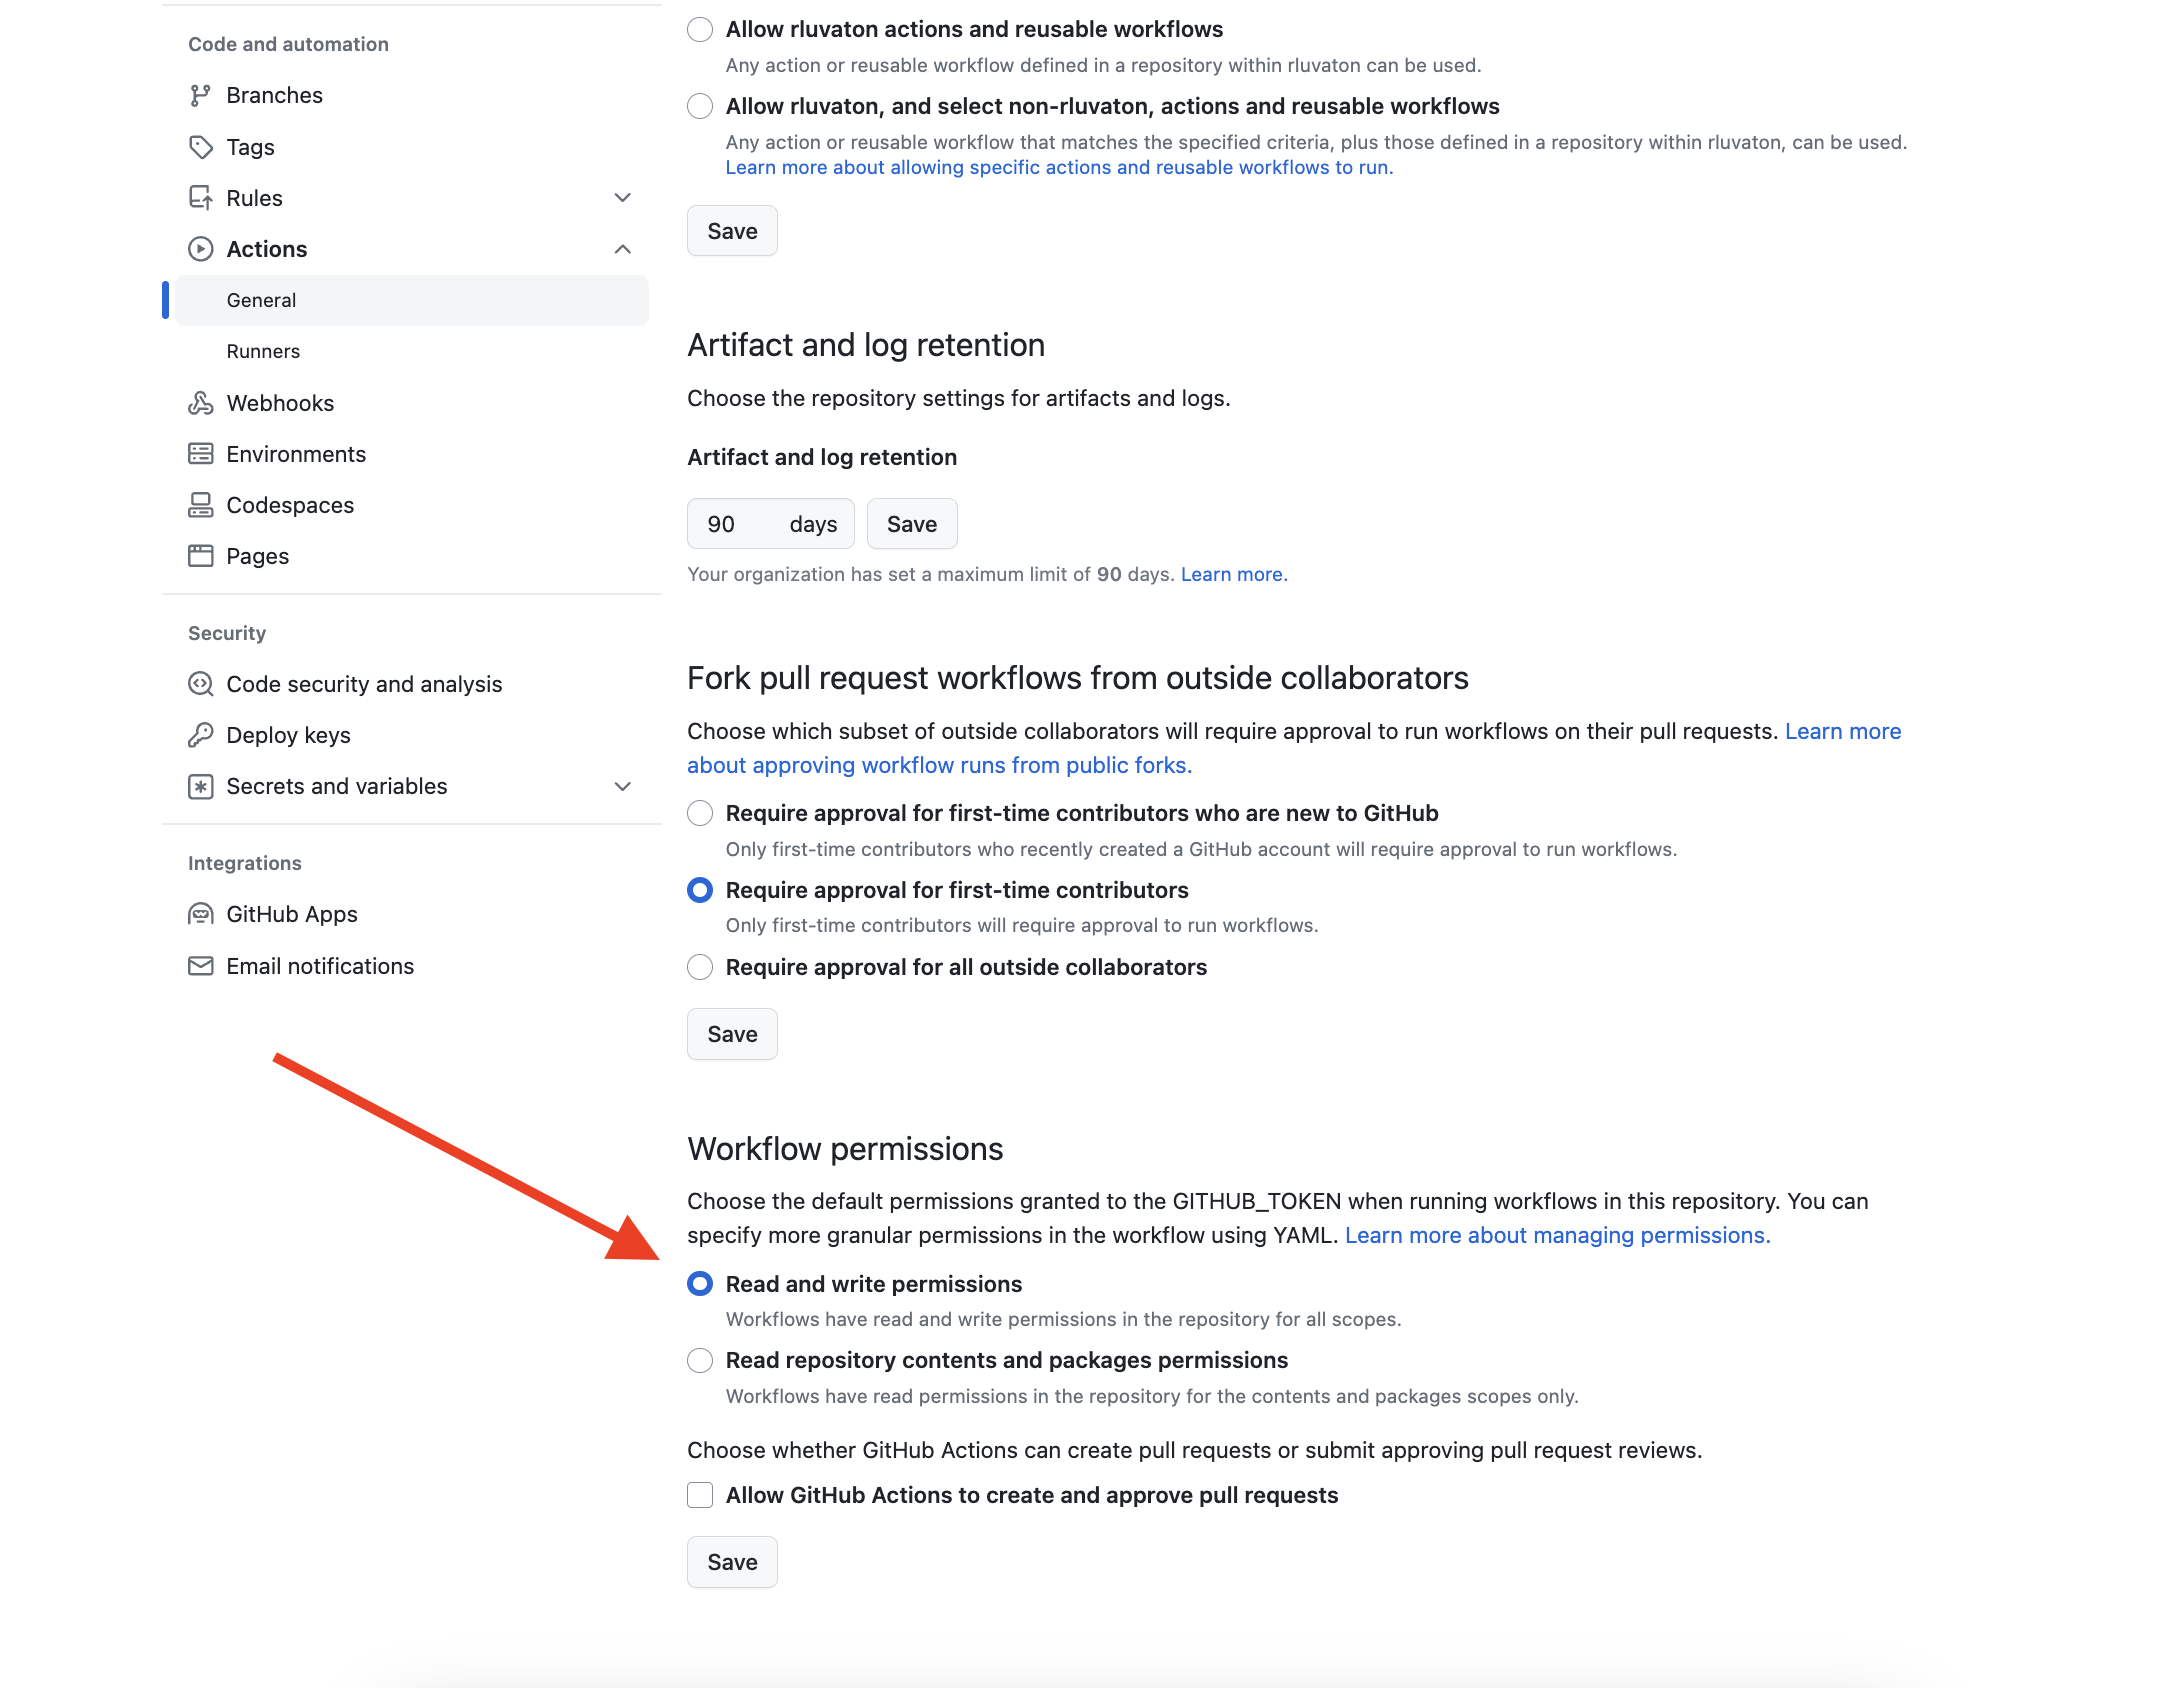 Code and automation
Branches
Tags
Rules
Actions
General
Runners
Webhooks
Environments
Codespaces
Pages
Security
Code security and analysis
Deploy keys
Secrets and variables
Integrations
GitHub Apps
Email notifications
Allow rluvaton actions and reusable workflows
Any action or reusable workflow defined in a repository within rluvaton can be used.
Allow rluvaton, and select non-rluvaton, actions and reusable workflows
Any action or reusable workflow that matches the specified criteria, plus those defined in a repository within rluvaton, can be used.
Learn more about allowing specific actions and reusable workflows to run.
Save
Artifact and log retention
Choose the repository settings for artifacts and logs.
Artifact and log retention
90 days Save
Your organization has set a maximum limit of 90 days. Learn more.
Fork pull request workflows from outside collaborators
Choose which subset of outside collaborators will require approval to run workflows on their pull requests. Learn more
about approving workflow runs from public forks.
Require approval for first-time contributors who are new to GitHub
Only first-time contributors who recently created a GitHub account will require approval to run workflows.
Require approval for first-time contributors
Only first-time contributors will require approval to run workflows.
Require approval for all outside collaborators
Save
Workflow permissions
Choose the default permissions granted to the GITHUB_TOKEN when running workflows in this repository. You can
specify more granular permissions in the workflow using YAML. Learn more about managing permissions.
Read and write permissions
Workflows have read and write permissions in the repository for all scopes.
Read repository contents and packages permissions
Workflows have read permissions in the repository for the contents and packages scopes only.
Choose whether GitHub Actions can create pull requests or submit approving pull request reviews.
Allow GitHub Actions to create and approve pull requests
Save